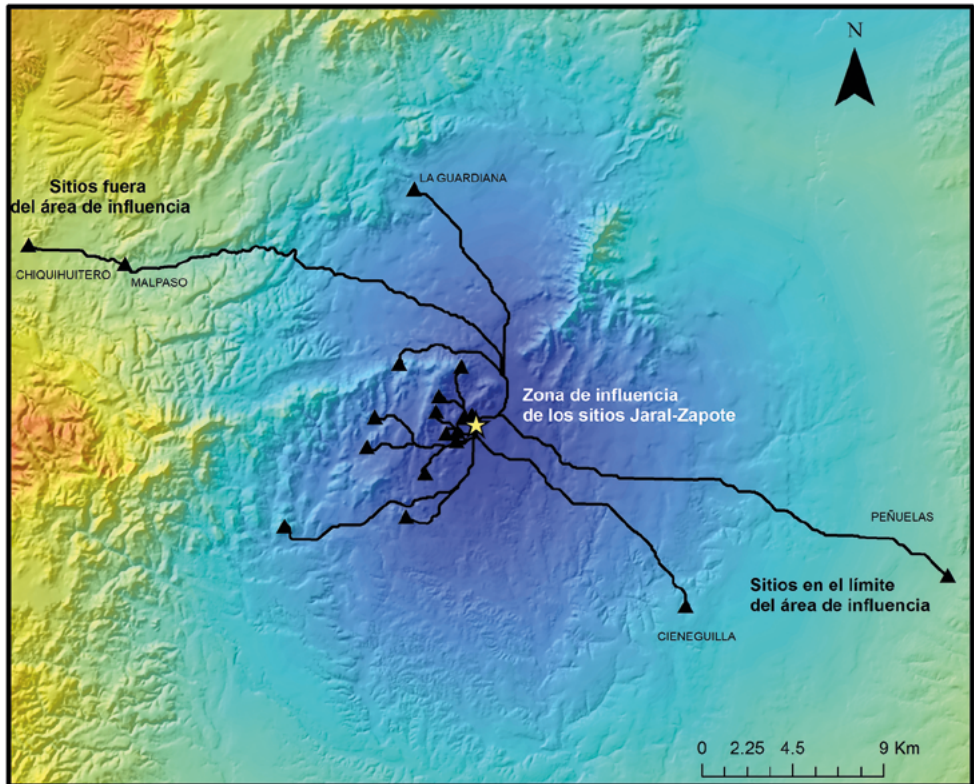 N
LA GUARDIANA
Sitios fuera
del área de influencia
CHIQUIHUITERO
MALPASO
Zona de influencia
de los sitios Jaral-Zapote
PEÑUELAS
Sitios en el límite
del área de influencia
CIENEGUILLA
0 2.25 4.5 9 Km